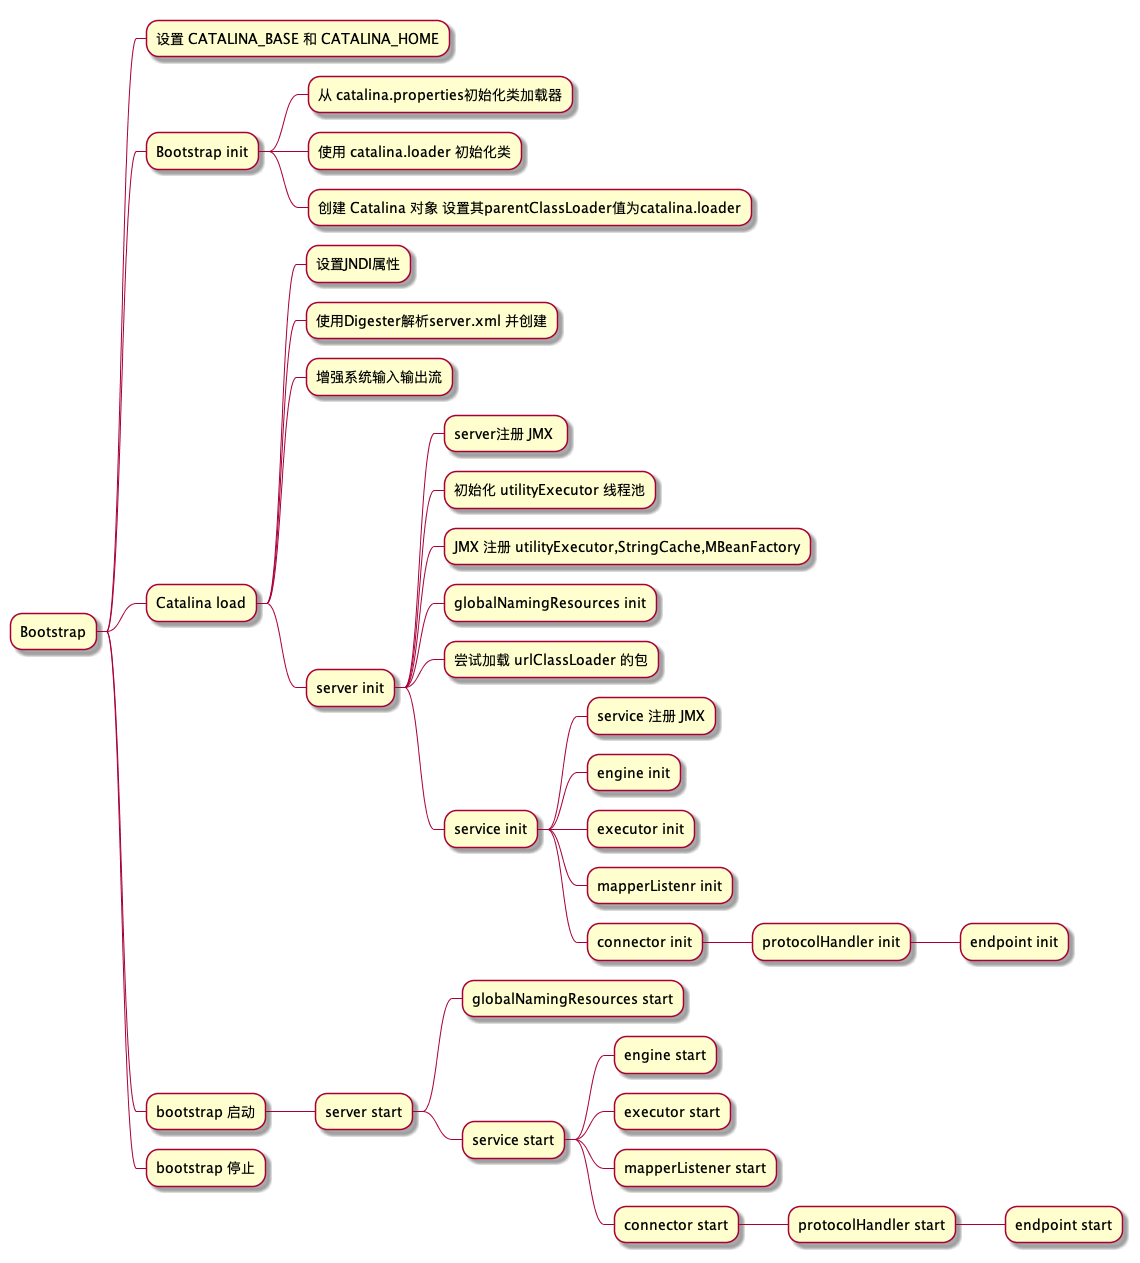 设置 CATALINA_BASE 和 CATALINA_HOME
从 catalina.properties初始化类加载器
Bootstrap init
使用 catalina.loader 初始化类
创建 Catalina 对象 设置其parentClassLoader值为catalina.loader
设置JNDI属性
使用Digester解析server.xml 并创建
增强系统输入输出流
server注册 JMX
初始化 utilityExecutor 线程池
JMX 注册 utilityExecutor,StringCache,MBeanFactory
Catalina load
globalNamingResources init
Bootstrap
尝试加载 urlClassLoader 的包
server init
service 注册 JMX
engine init
service init
executor init
mapperListenr init
connector init
protocolHandler init
endpoint init
globalNamingResources start
engine start
bootstrap 启动
server start
executor start
service start
bootstrap 停止
mapperListener start
connector start
protocolHandler start
endpoint start